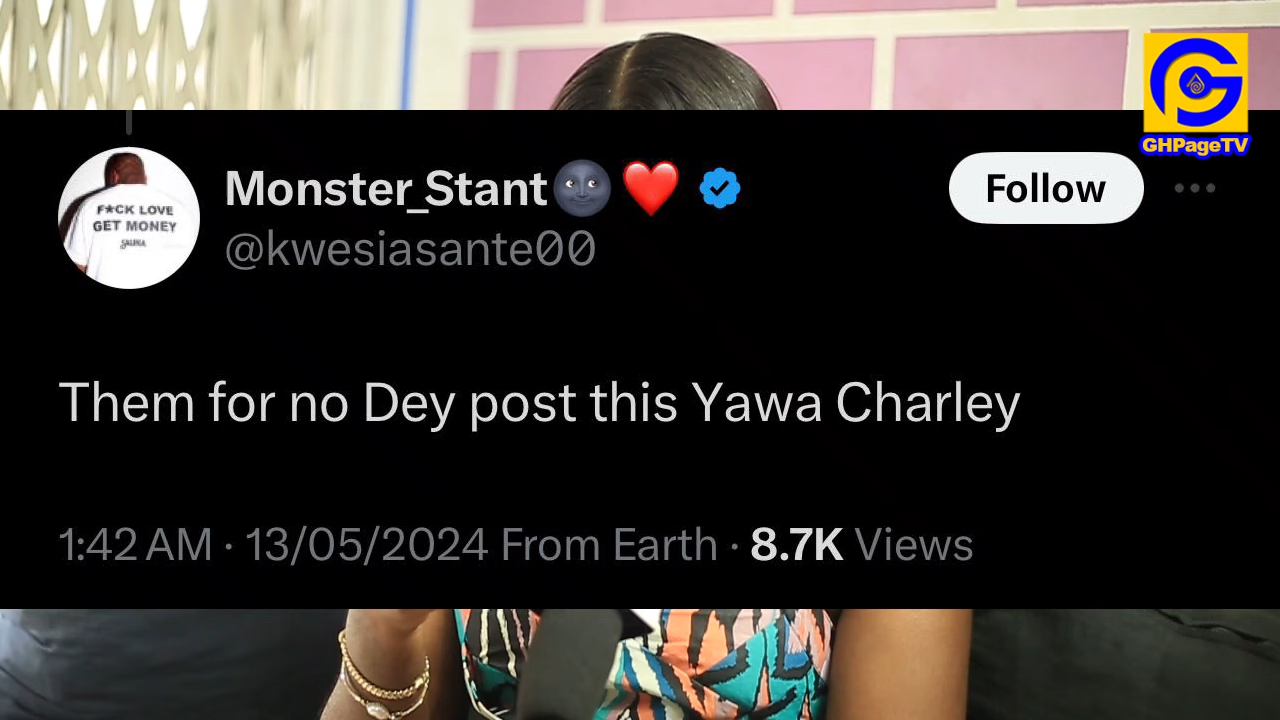 GHPageTV
F★CK LOVE
GET MONEY
Monster_Stant🌚❤️
Follow
@kwesiasante00
Them for no Dey post this Yawa Charley
1:42 AM · 13/05/2024 From Earth · 8.7K Views